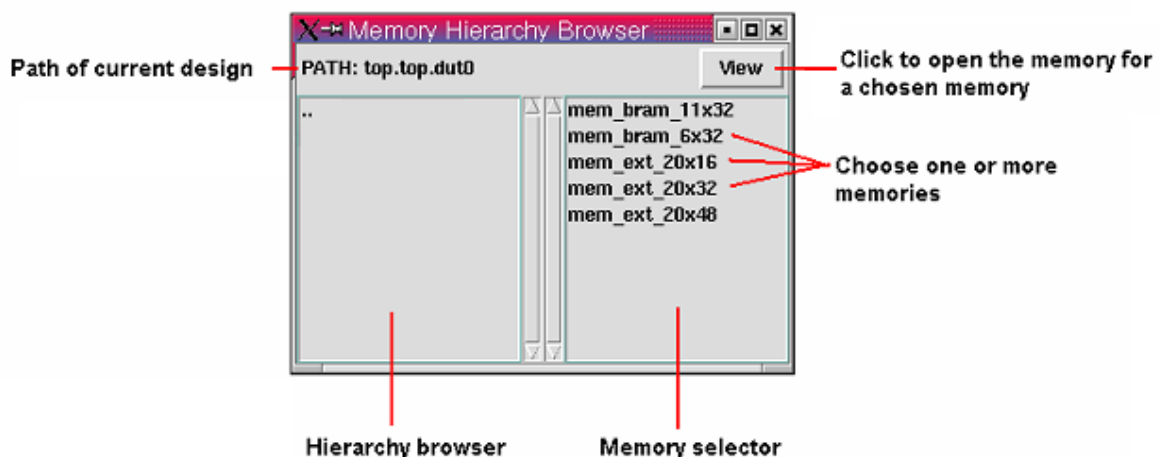 Memory Hierarchy Browser
Path of current design
PATH: top.top.dut0
View
Click to open the memory for
a chosen memory
..
mem_bram_11x32
mem_bram_6x32
mem_ext_20x16
mem_ext_20x32
mem_ext_20x48
Choose one or more
memories
Hierarchy browser
Memory selector